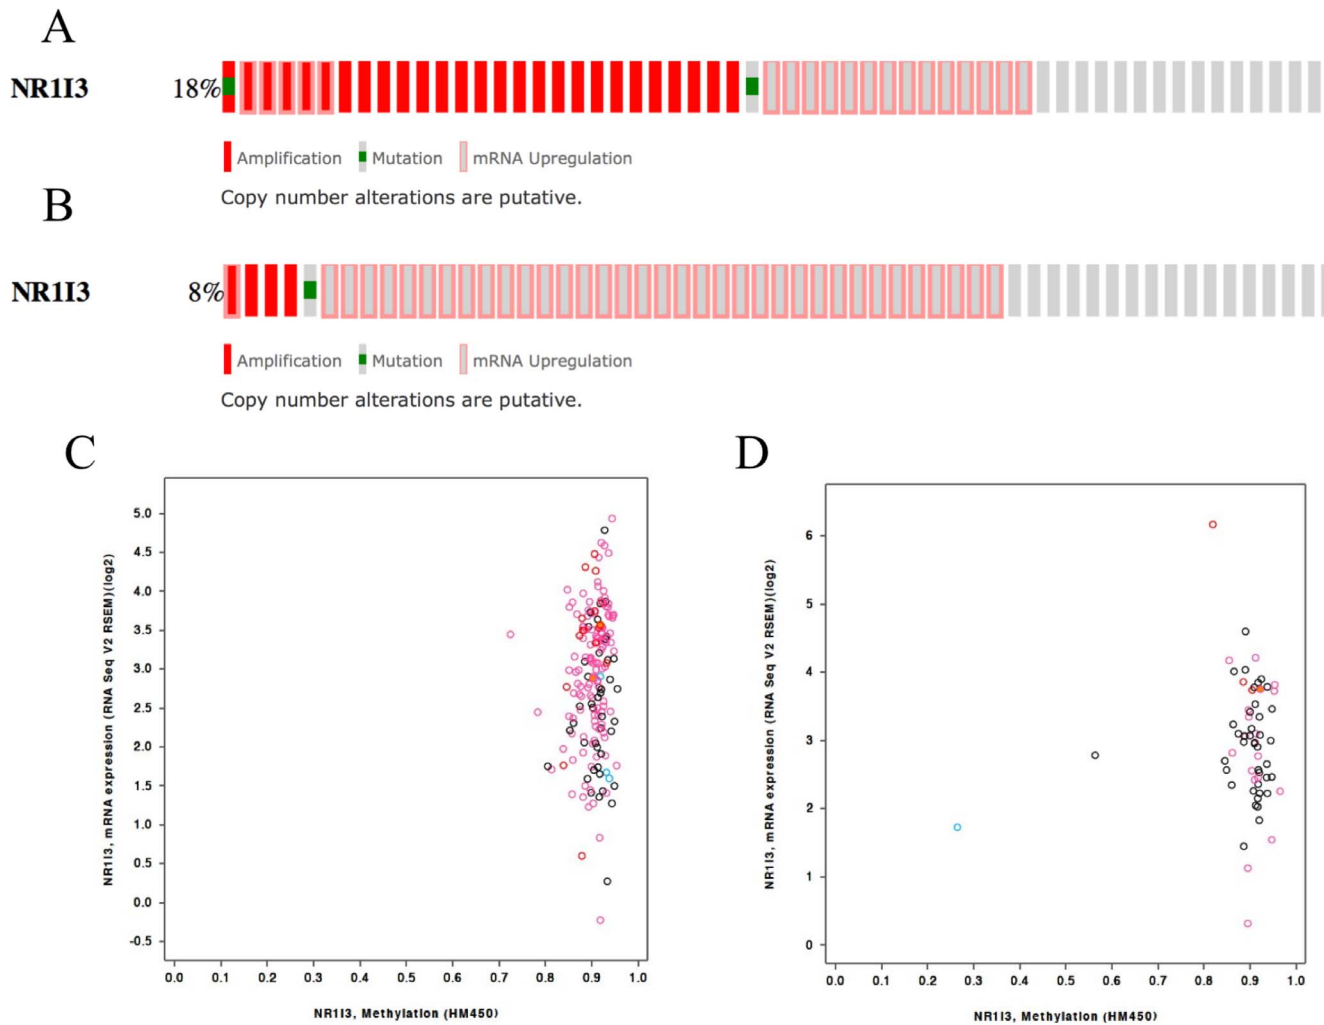 A
NR1I3 18%
Amplification Mutation mRNA Upregulation
Copy number alterations are putative.
B
NR1I3 8%
Amplification Mutation mRNA Upregulation
Copy number alterations are putative.
C
NR1I3, mRNA expression (RNA Seq V2 RSEM)(log2)
5.0
4.5
4.0
3.5
3.0
2.5
2.0
1.5
1.0
0.5
0.0
-0.5
0.0 0.1 0.2 0.3 0.4 0.5 0.6 0.7 0.8 0.9 1.0
NR1I3, Methylation (HM450)
D
NR1I3, mRNA expression (RNA Seq V2 RSEM)(log2)
6
5
4
3
2
1
0
0.0 0.1 0.2 0.3 0.4 0.5 0.6 0.7 0.8 0.9 1.0
NR1I3, Methylation (HM450)